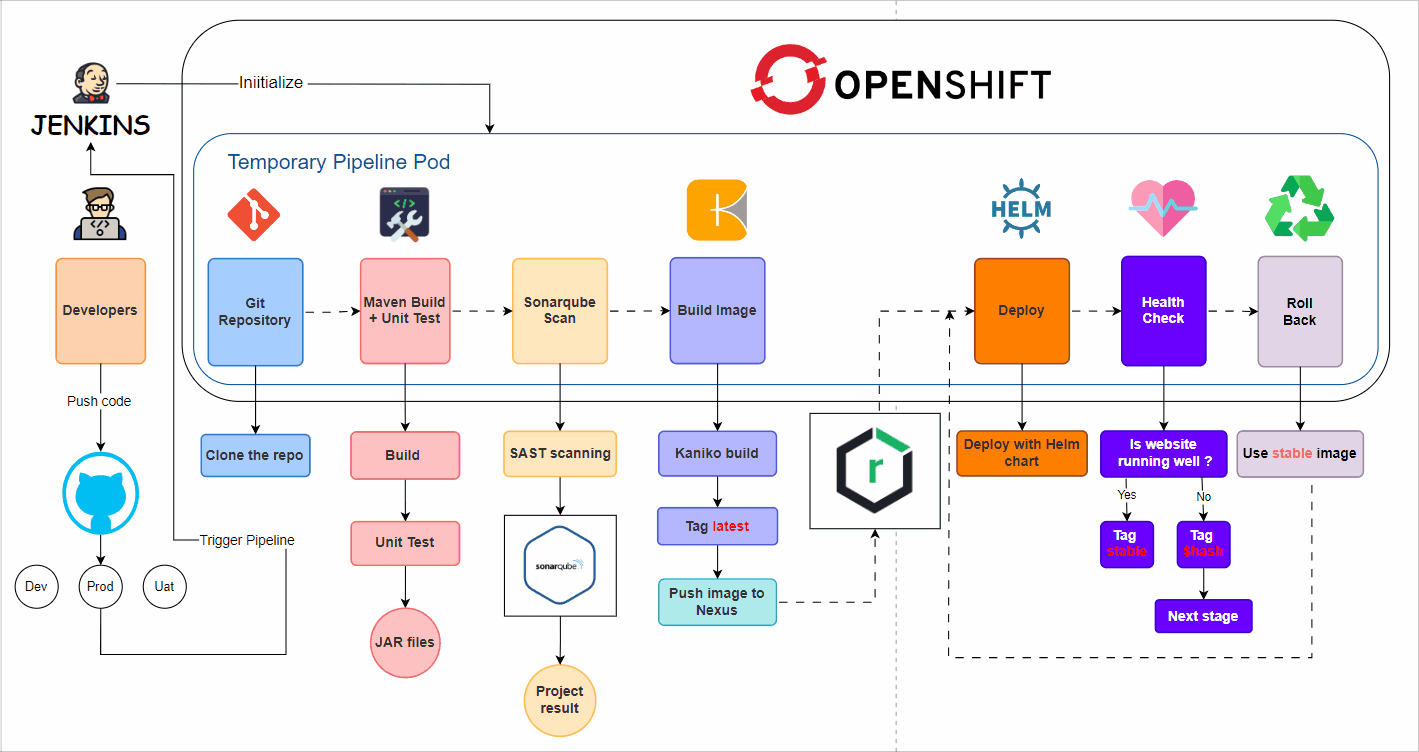 OPENSHIFT
Iniitialize
JENKINS
Temporary Pipeline Pod
</>
HELM
</>
Developers
Git
Repository
Maven Build
+ Unit Test
Sonarqube
Scan
Build Image
Deploy
Health
Check
Roll
Back
Push code
Clone the repo
Build
SAST scanning
Kaniko build
r
Deploy with Helm
chart
Is website
running well ?
Use stable image
Yes
No
Tag latest
Tag
stable
Tag
$hash
Trigger Pipeline
Unit Test
sonarqube
Dev
Prod
Uat
Push image to
Nexus
Next stage
JAR files
Project
result